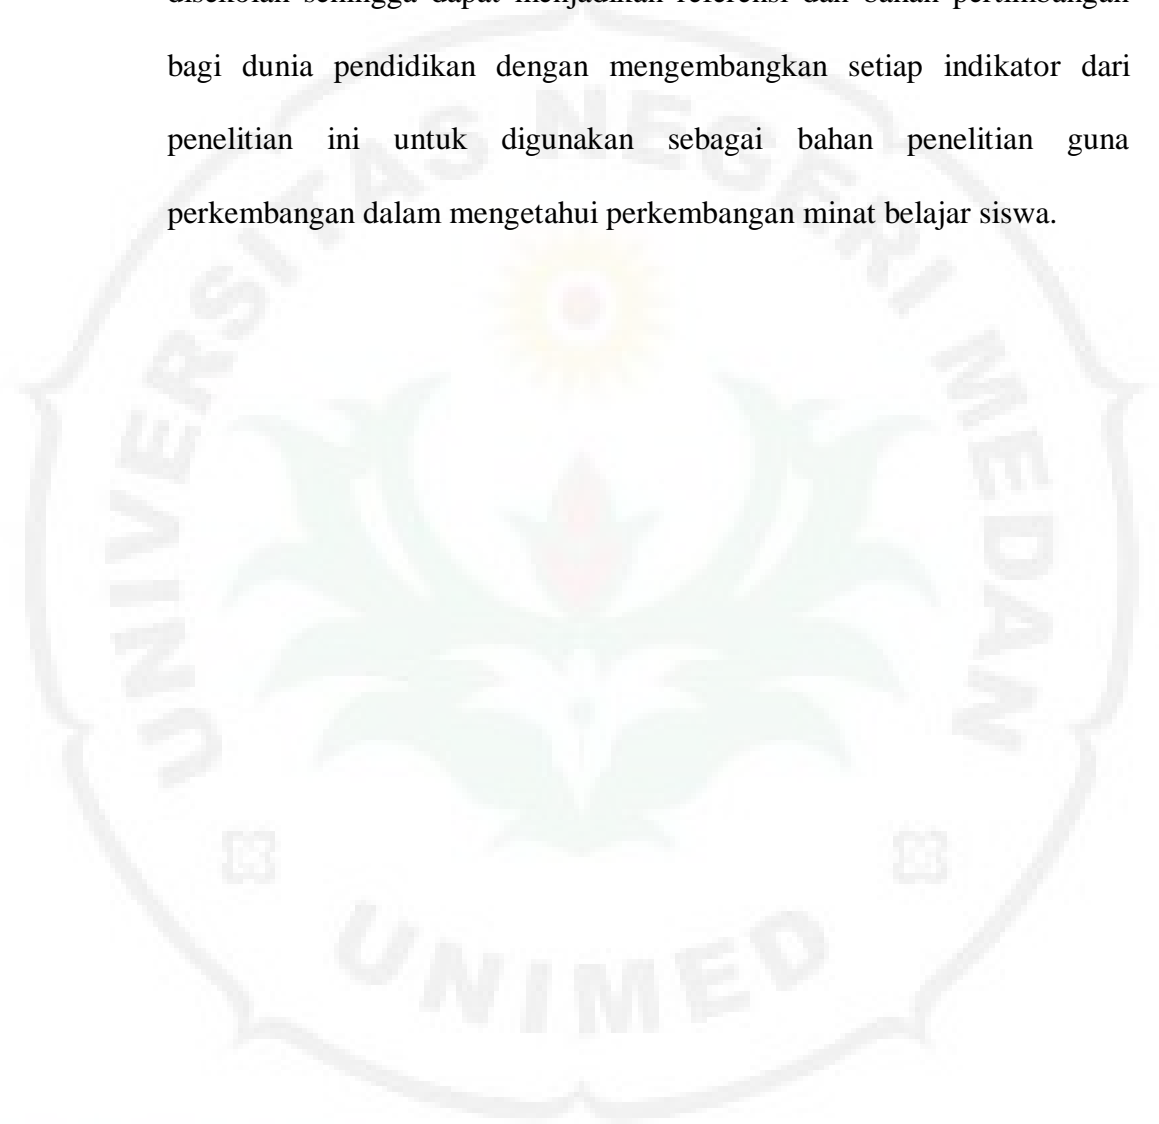 disekolah sehingga dapat menjadikan referensi dan bahan pertimbangan
bagi dunia pendidikan dengan mengembangkan setiap indikator dari
penelitian ini untuk digunakan sebagai bahan penelitian guna
perkembangan dalam mengetahui perkembangan minat belajar siswa.
UNIVERSITAS NEGERI MEDAN
UNIMED